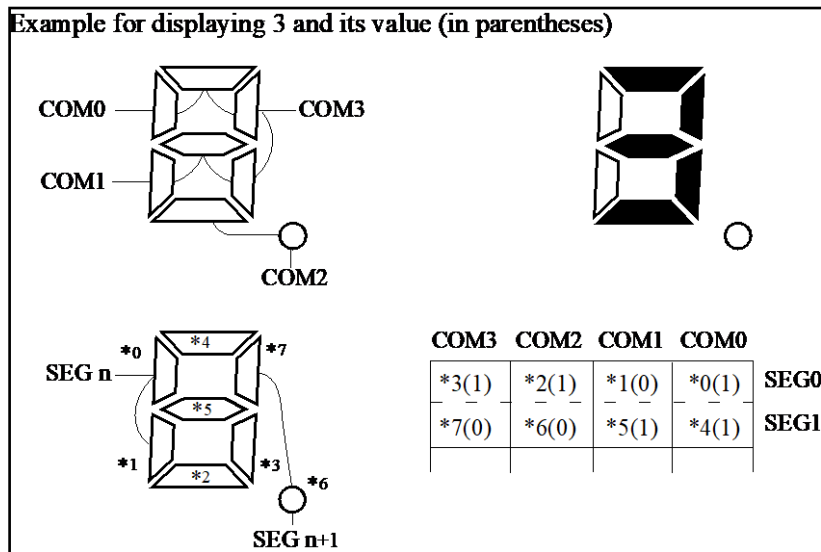 Example for displaying 3 and its value (in parentheses)
COM0
COM3
COM1
COM2
*0
*4
*7
SEG n
*5
*1
*2
*3
*6
SEG n+1
COM3 COM2 COM1 COM0
*3(1) *2(1) *1(0) *0(1) SEG0
*7(0) *6(0) *5(1) *4(1) SEG1